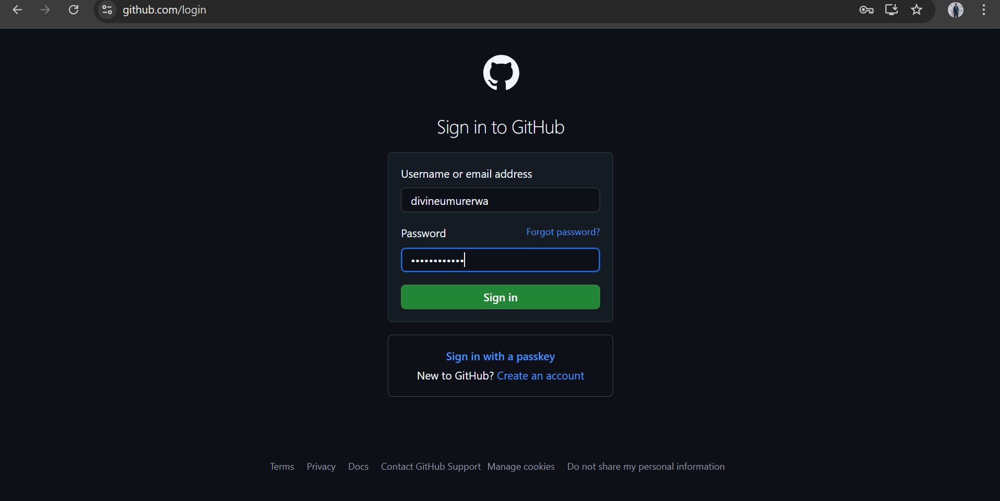 github.com/login
Sign in to GitHub
Username or email address
divineumurerwa
Password Forgot password?
••••••••••••
Sign in
Sign in with a passkey
New to GitHub? Create an account
Terms Privacy Docs Contact GitHub Support Manage cookies Do not share my personal information